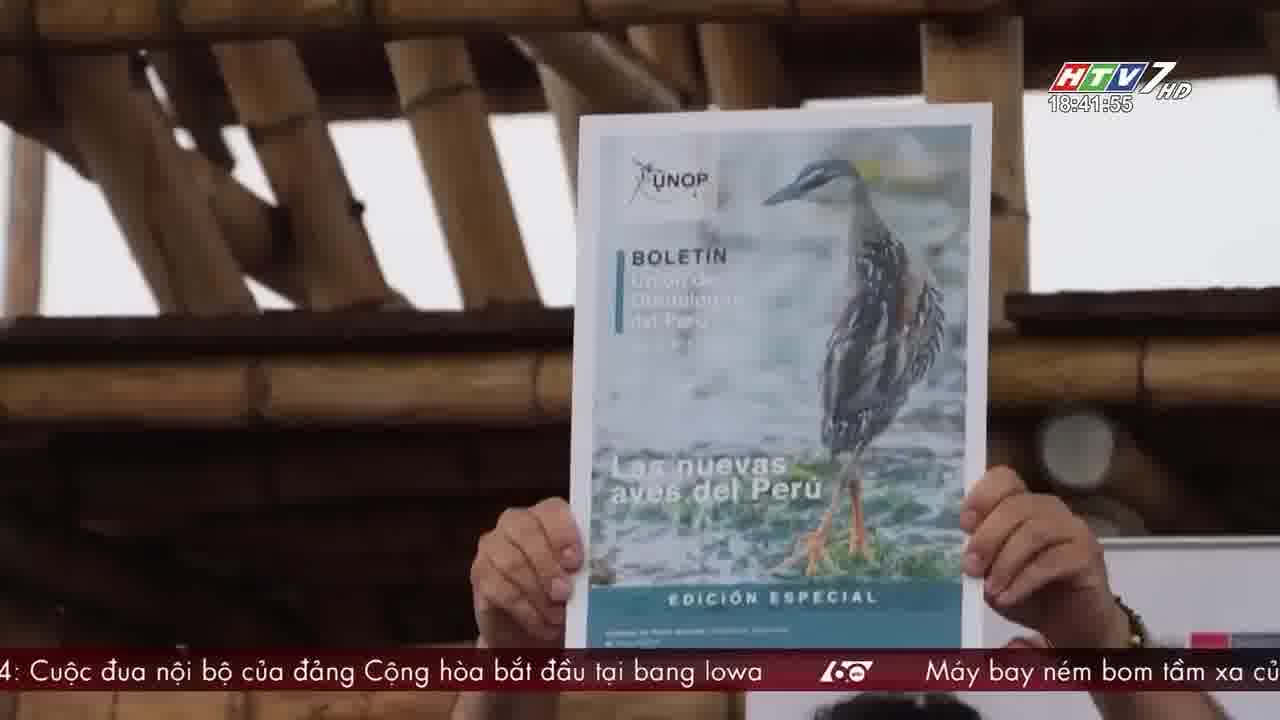 HTV7 HD
18:41:55
UNOP
BOLETÍN
Unión de
Ornitólogos
del Perú
Las nuevas
aves del Perú
EDICIÓN ESPECIAL
4: Cuộc đua nội bộ của đảng Cộng hòa bắt đầu tại bang Iowa
60
Máy bay ném bom tầm xa củ